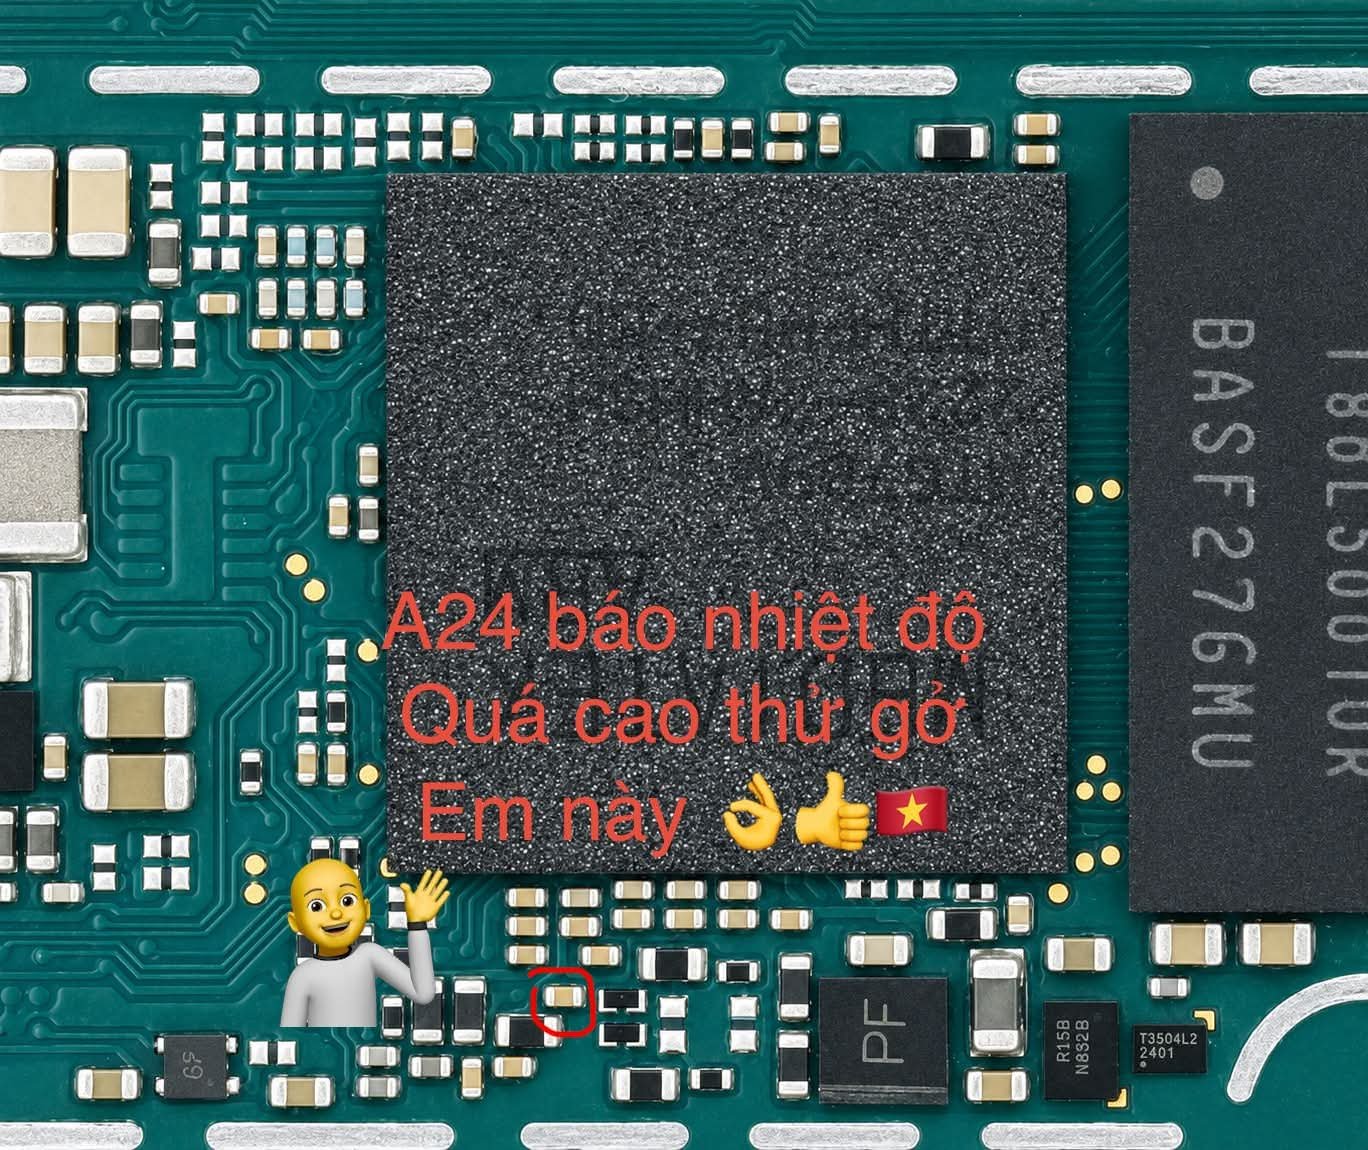 A24 báo nhiệt độ
Quá cao thử gở
Em này 👌👍🇻🇳
BASF276MU
PF
R15B
N832B
T3504L2
2401